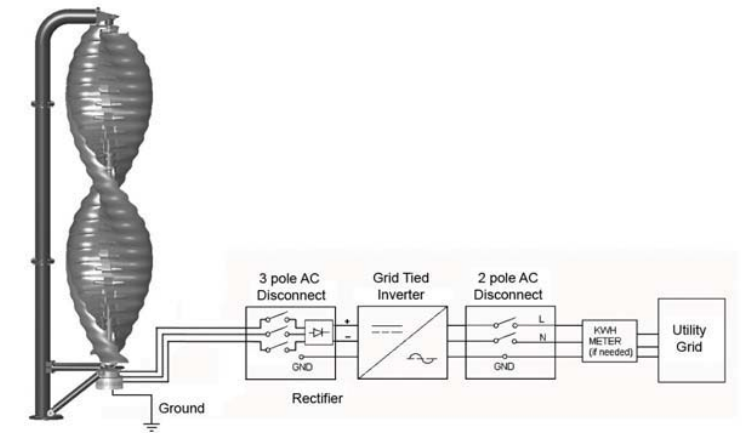 3 pole AC
Disconnect
Grid Tied
Inverter
2 pole AC
Disconnect
+
−
L
N
GND
GND
KWH
METER
(if needed)
Utility
Grid
Rectifier
Ground